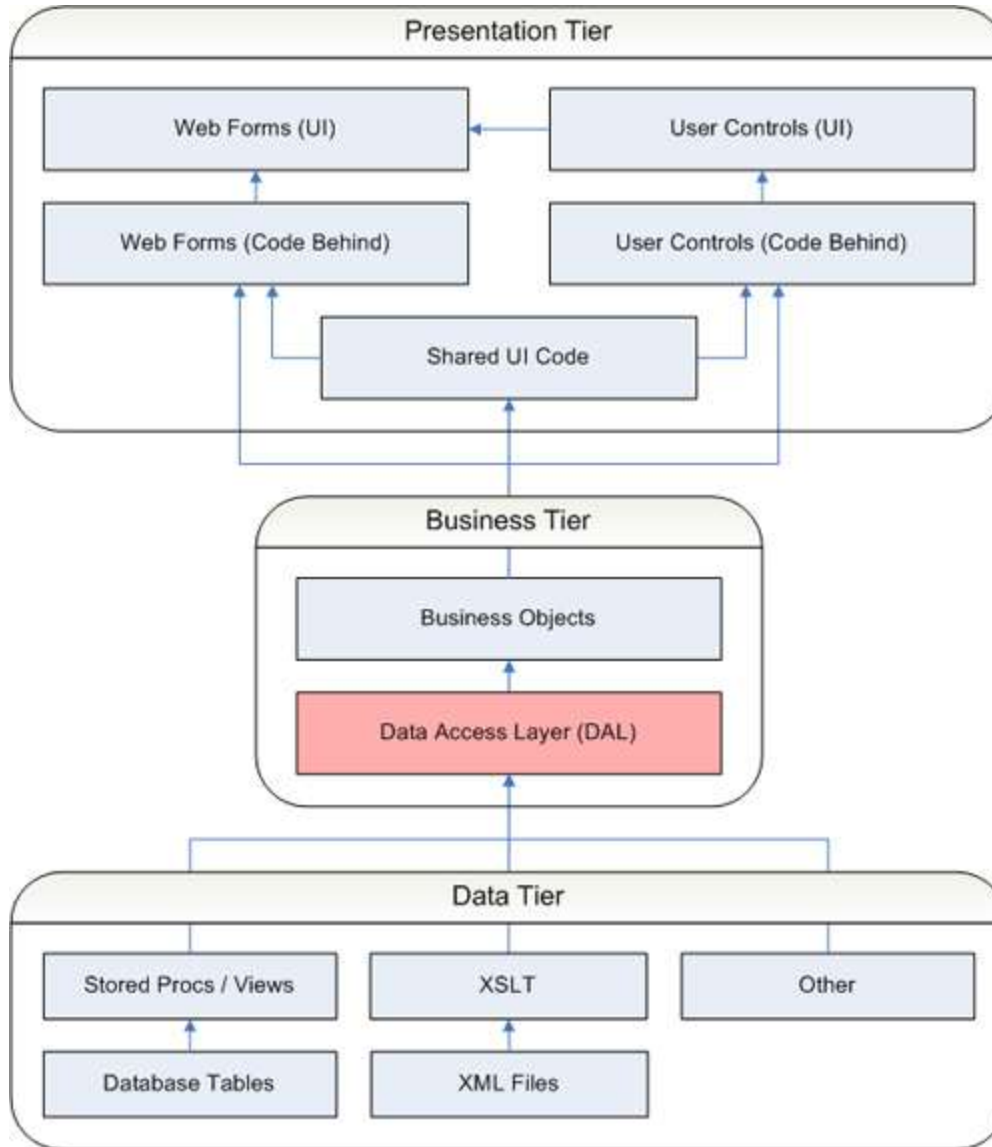 Presentation Tier
Web Forms (UI)
User Controls (UI)
Web Forms (Code Behind)
User Controls (Code Behind)
Shared UI Code
Business Tier
Business Objects
Data Access Layer (DAL)
Data Tier
Stored Procs / Views
XSLT
Other
Database Tables
XML Files